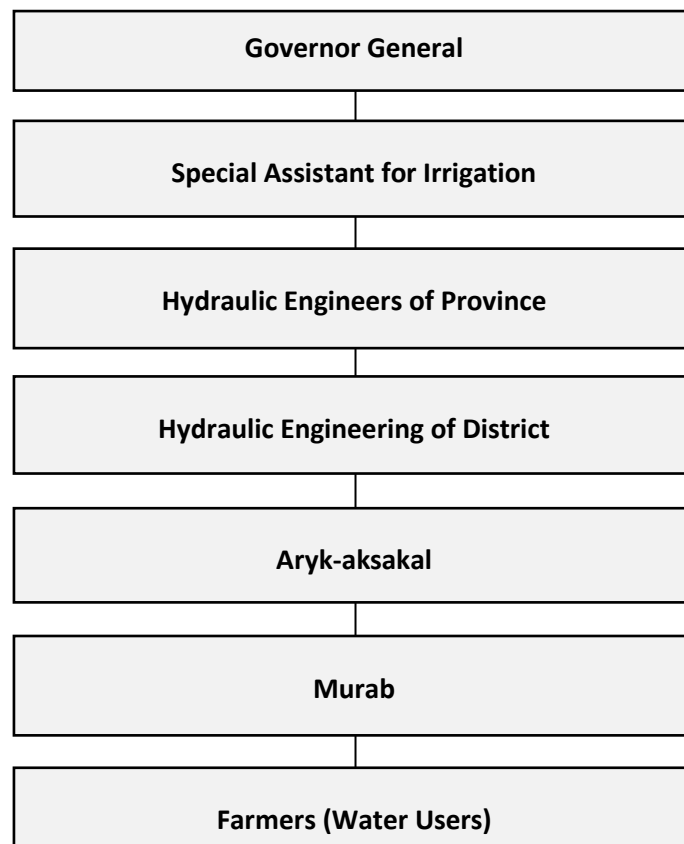 Governor General
Special Assistant for Irrigation
Hydraulic Engineers of Province
Hydraulic Engineering of District
Aryk-aksakal
Murab
Farmers (Water Users)